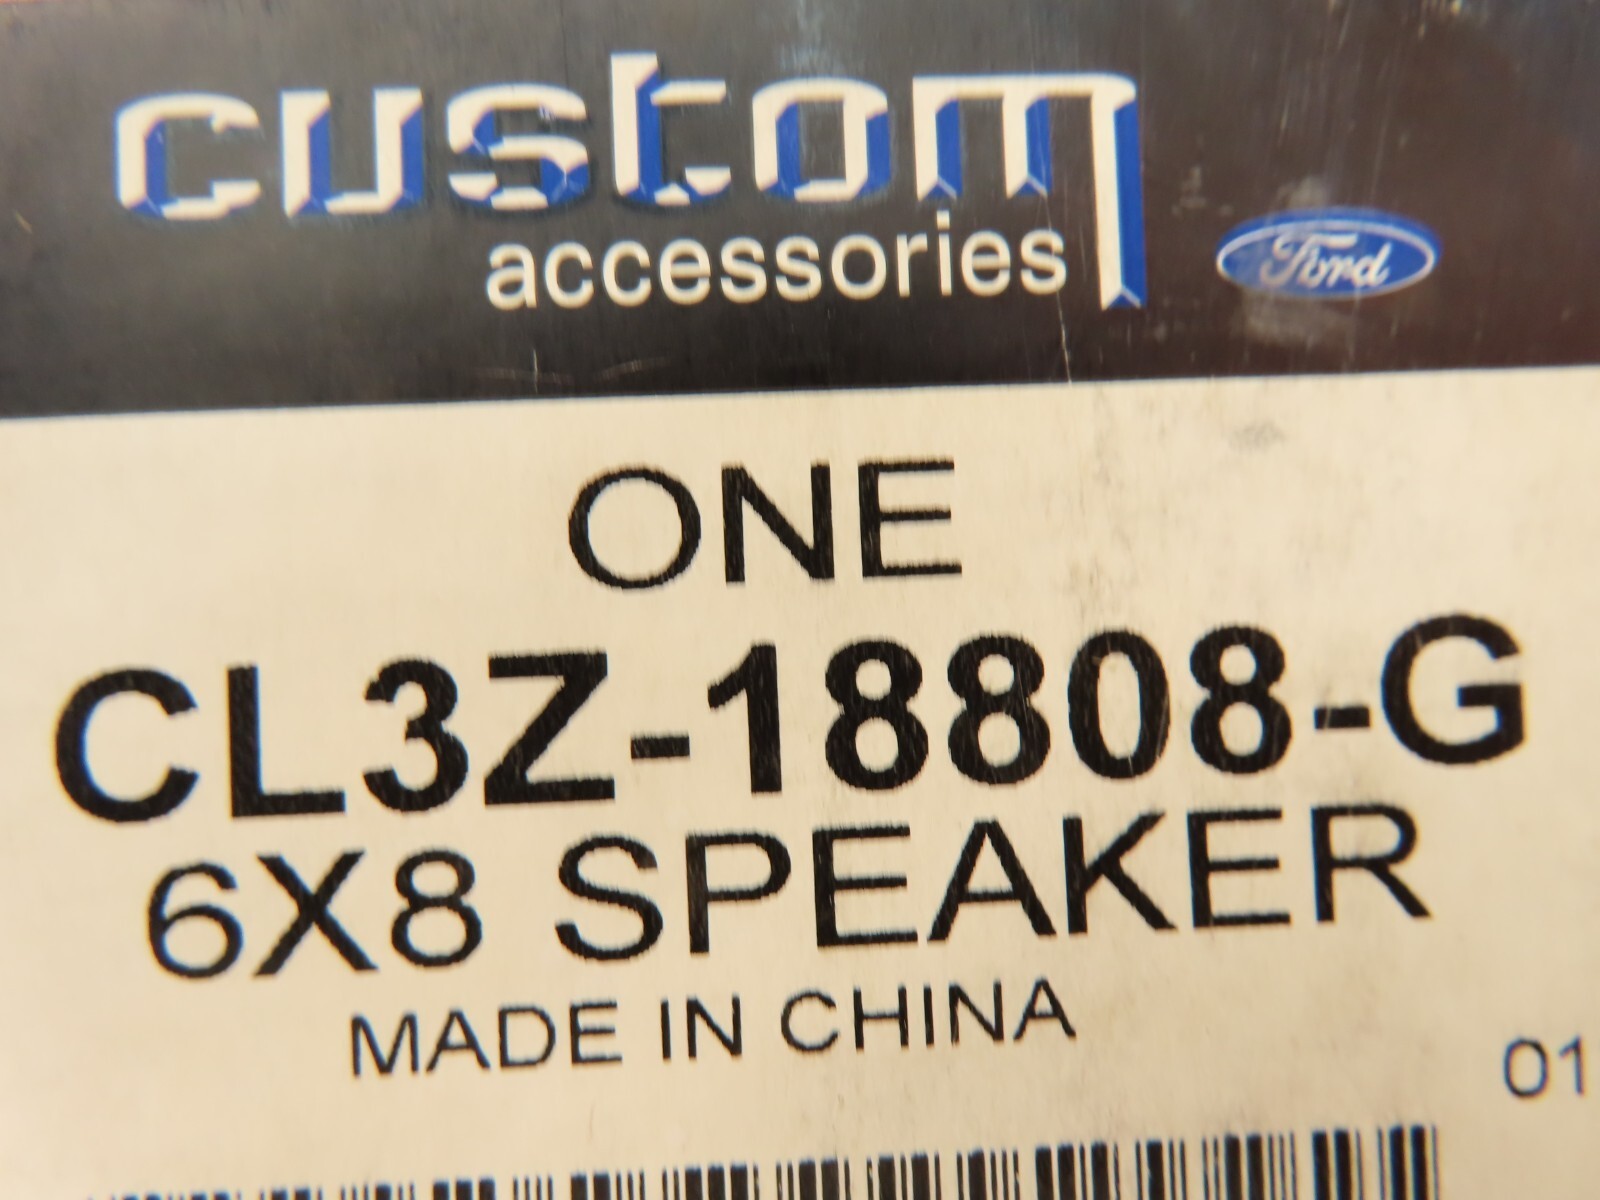 custom
accessories
Ford
ONE
CL3Z-18808-G
6X8 SPEAKER
MADE IN CHINA
01